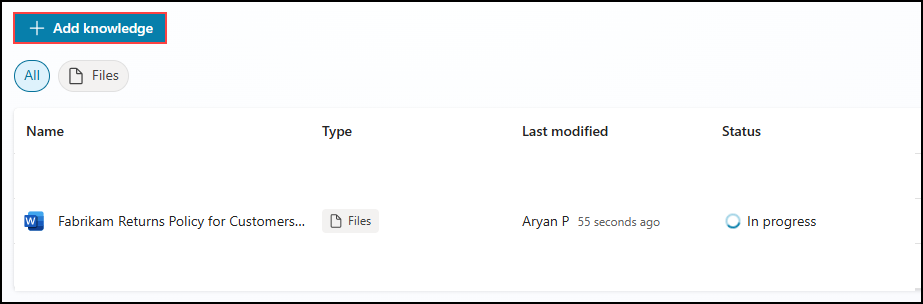 + Add knowledge
All Files
Name Type Last modified Status
W Fabrikam Returns Policy for Customers... Files Aryan P 55 seconds ago In progress